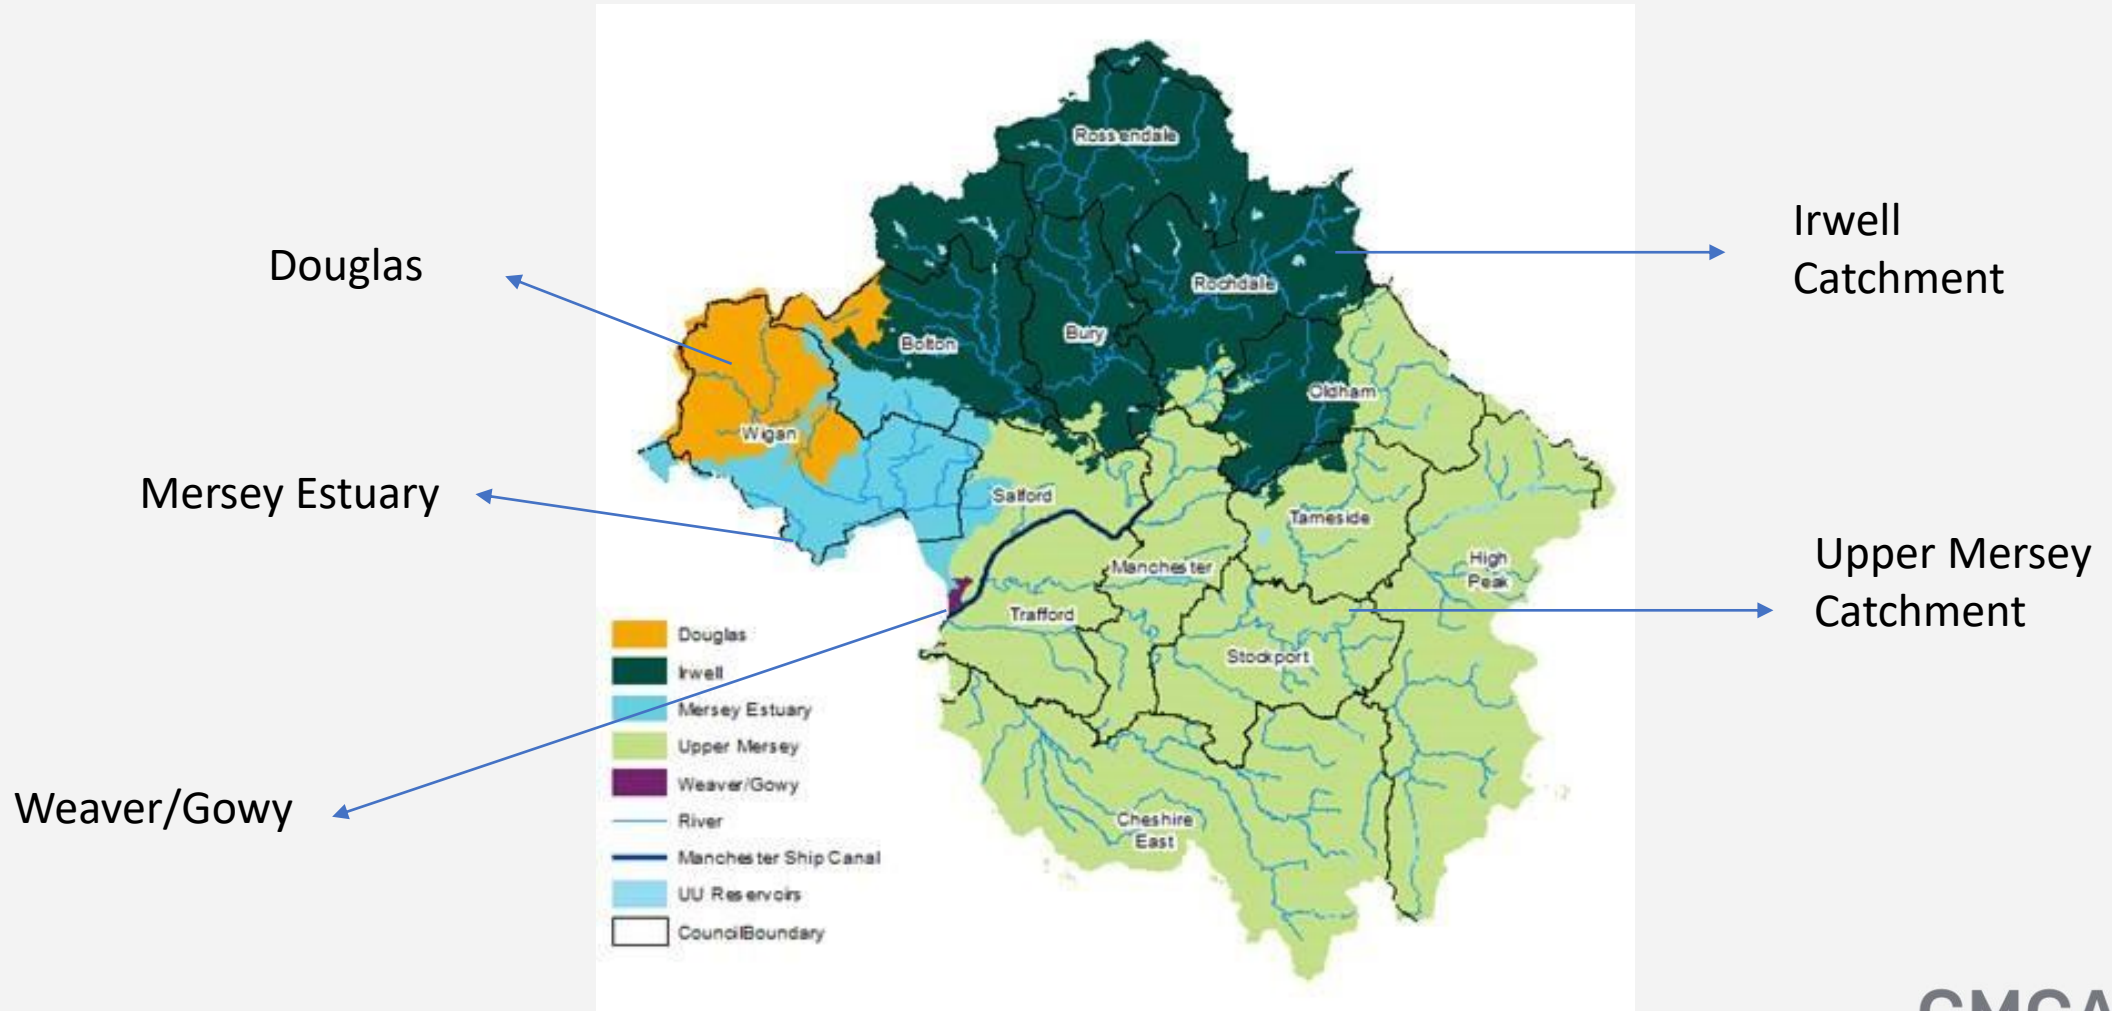 Douglas
Mersey Estuary
Weaver/Gowy
Rossendale
Rochdale
Bolton
Bury
Oldham
Wigan
Salford
Tameside
Manchester
High
Peak
Trafford
Stockport
Cheshire
East
Douglas
Irwell
Mersey Estuary
Upper Mersey
Weaver/Gowy
River
Manchester Ship Canal
UU Reservoirs
CouncilBoundary
Irwell
Catchment
Upper Mersey
Catchment
GMCA